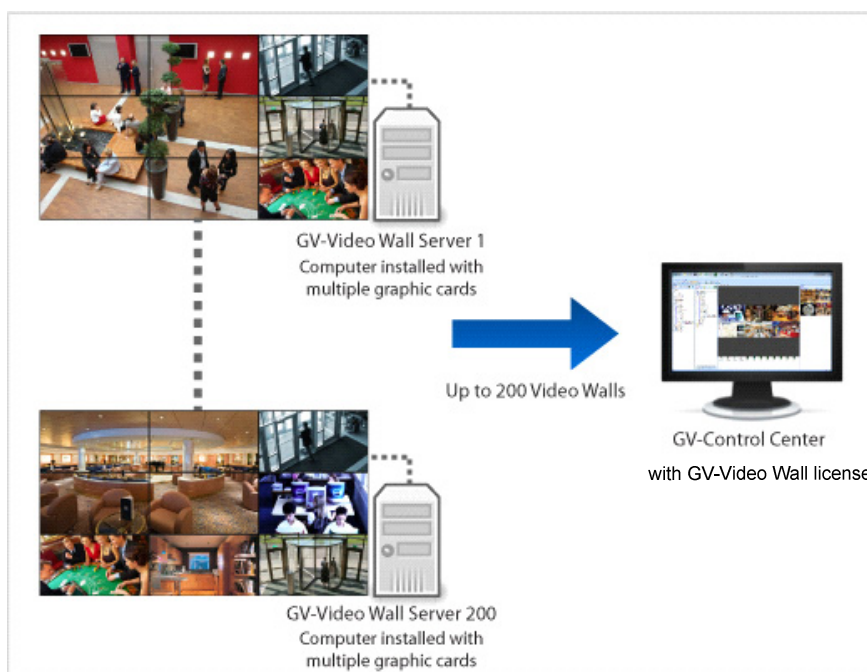 GV-Video Wall Server 1
Computer installed with
multiple graphic cards
Up to 200 Video Walls
GV-Control Center
with GV-Video Wall license
GV-Video Wall Server 200
Computer installed with
multiple graphic cards